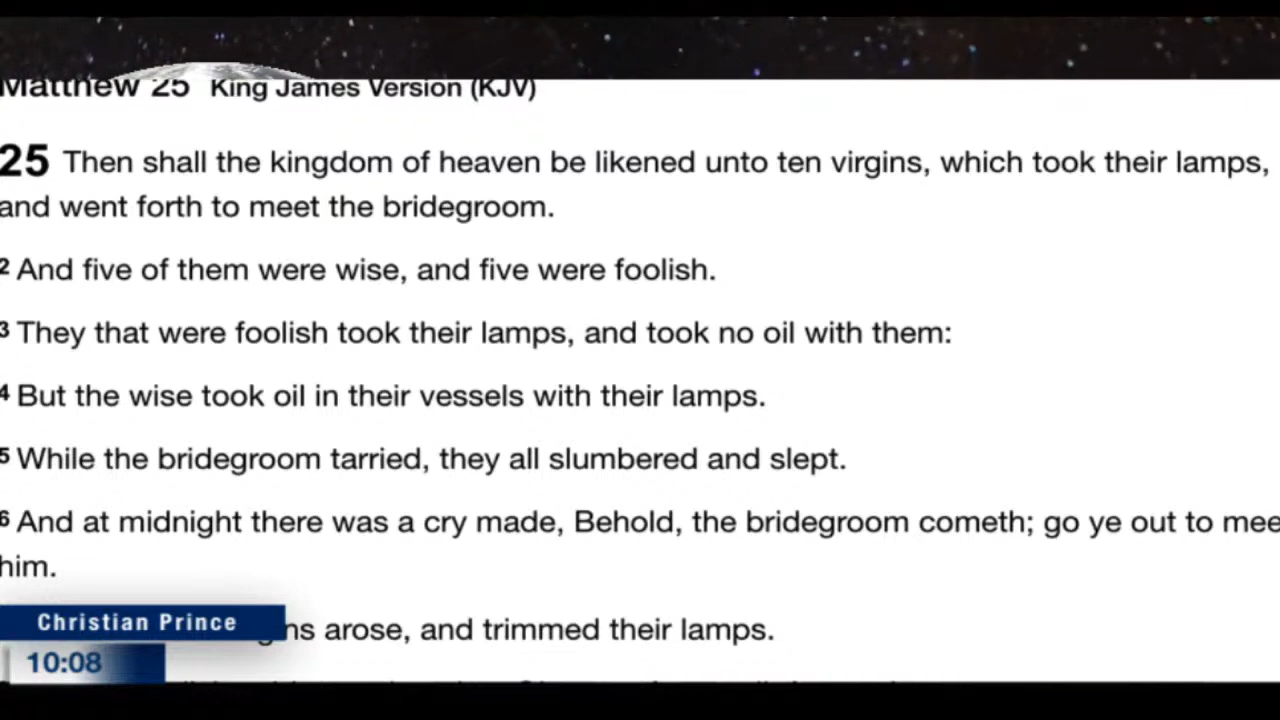 Matthew 25 King James Version (KJV)
25 Then shall the kingdom of heaven be likened unto ten virgins, which took their lamps,
and went forth to meet the bridegroom.
2 And five of them were wise, and five were foolish.
3 They that were foolish took their lamps, and took no oil with them:
4 But the wise took oil in their vessels with their lamps.
5 While the bridegroom tarried, they all slumbered and slept.
6 And at midnight there was a cry made, Behold, the bridegroom cometh; go ye out to mee
him.
Christian Prince
gns arose, and trimmed their lamps.
10:08